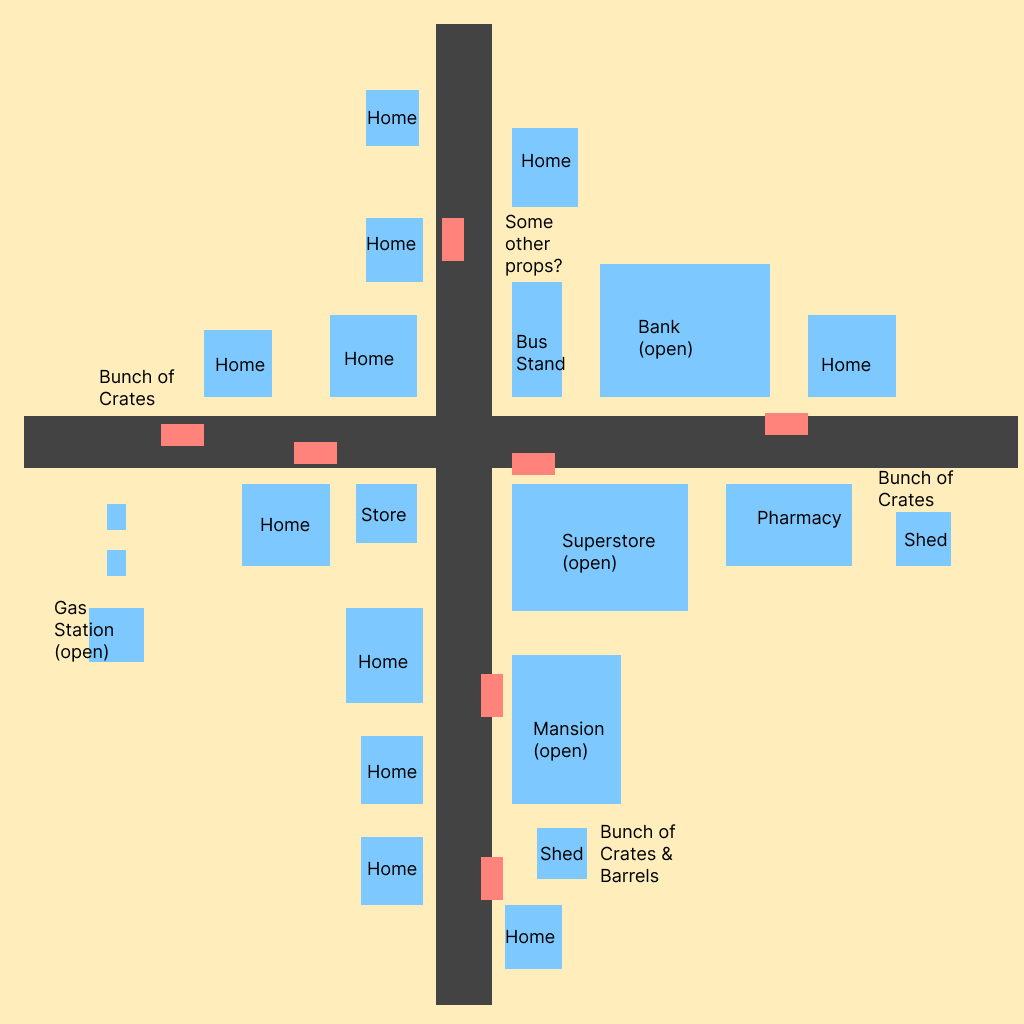 Home
Home
Some
other
props?
Home
Bank
(open)
Bus
Stand
Home
Home
Home
Bunch of
Crates
Bunch of
Crates
Home
Store
Superstore
(open)
Pharmacy
Shed
Gas
Station
(open)
Home
Mansion
(open)
Home
Bunch of
Crates &
Barrels
Shed
Home
Home